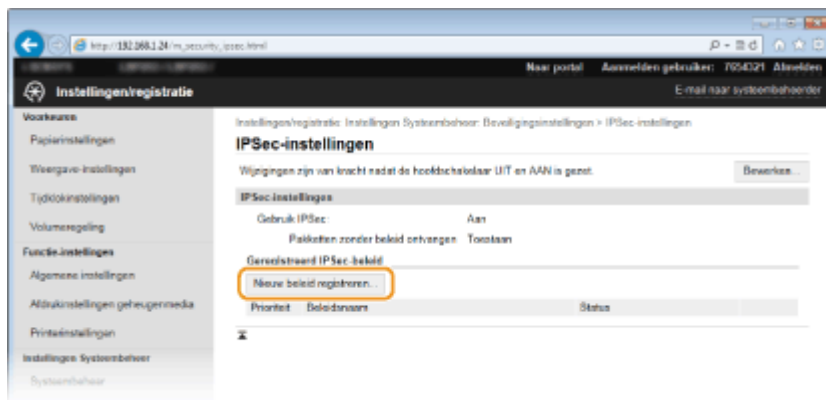 http://192.168.1.24/m_security_ipsec.html
Naar portal Aanmelden gebruiker: 7654321 Afmelden
Instellingen/registratie
E-mail naar systeembeheerder
Voorkeuren
Papierinstellingen
Weergave-instellingen
Tijdklokinstellingen
Volumeregeling
Functie-instellingen
Algemene instellingen
Afdrukinstellingen geheugenmedia
Printerinstellingen
Instellingen Systeembeheer
Systeembeheer
Instellingen/registratie: Instellingen Systeembeheer: Beveiligingsinstellingen > IPSec-instellingen
IPSec-instellingen
Wijzigingen zijn van kracht nadat de hoofdschakelaar UIT en AAN is gezet.
Bewerken...
IPSec-instellingen
Gebruik IPSec: Aan
Pakketten zonder beleid ontvangen Toestaan
Geregistreerd IPSec-beleid
Nieuw beleid registreren...
Prioriteit Beleidsnaam Status